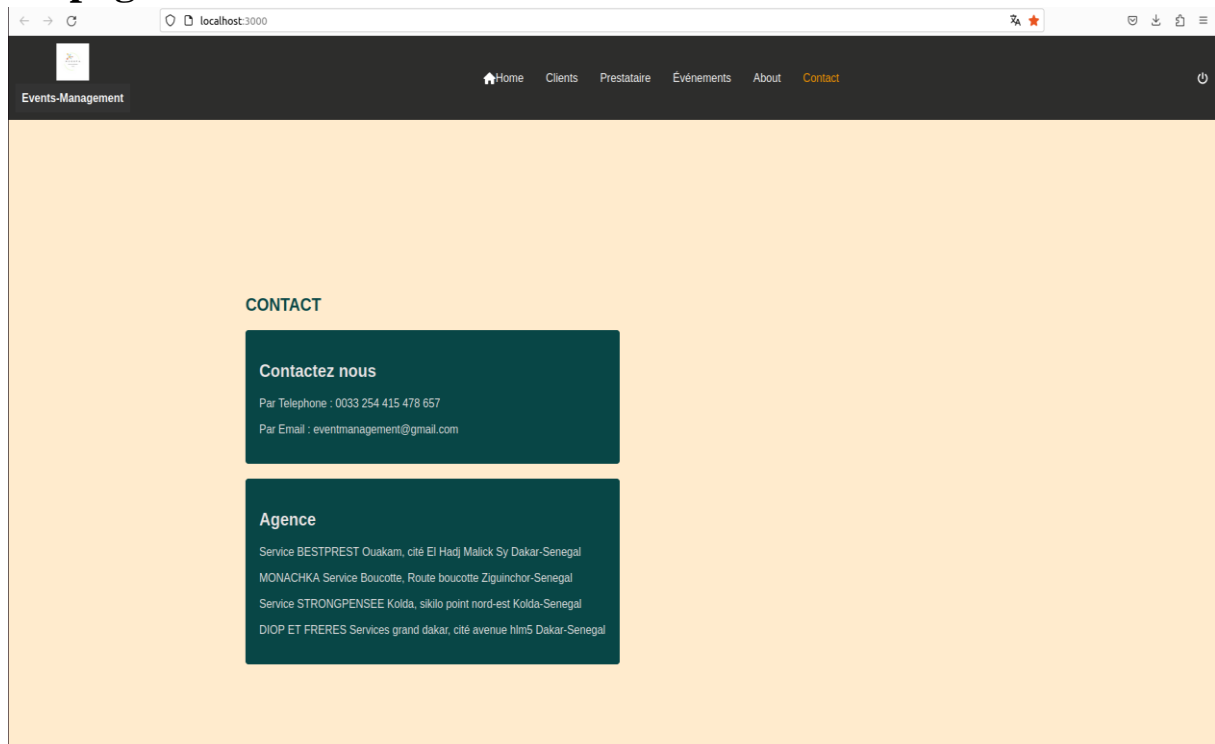 localhost:3000
Events-Management
Home Clients Prestataire Événements About Contact
CONTACT
Contactez nous
Par Telephone : 0033 254 415 478 657
Par Email : eventmanagement@gmail.com
Agence
Service BESTPREST Ouakam, cité El Hadj Malick Sy Dakar-Senegal
MONACHKA Service Boucotte, Route boucotte Ziguinchor-Senegal
Service STRONGPENSEE Kolda, sikilo point nord-est Kolda-Senegal
DIOP ET FRERES Services grand dakar, cité avenue hlm5 Dakar-Senegal